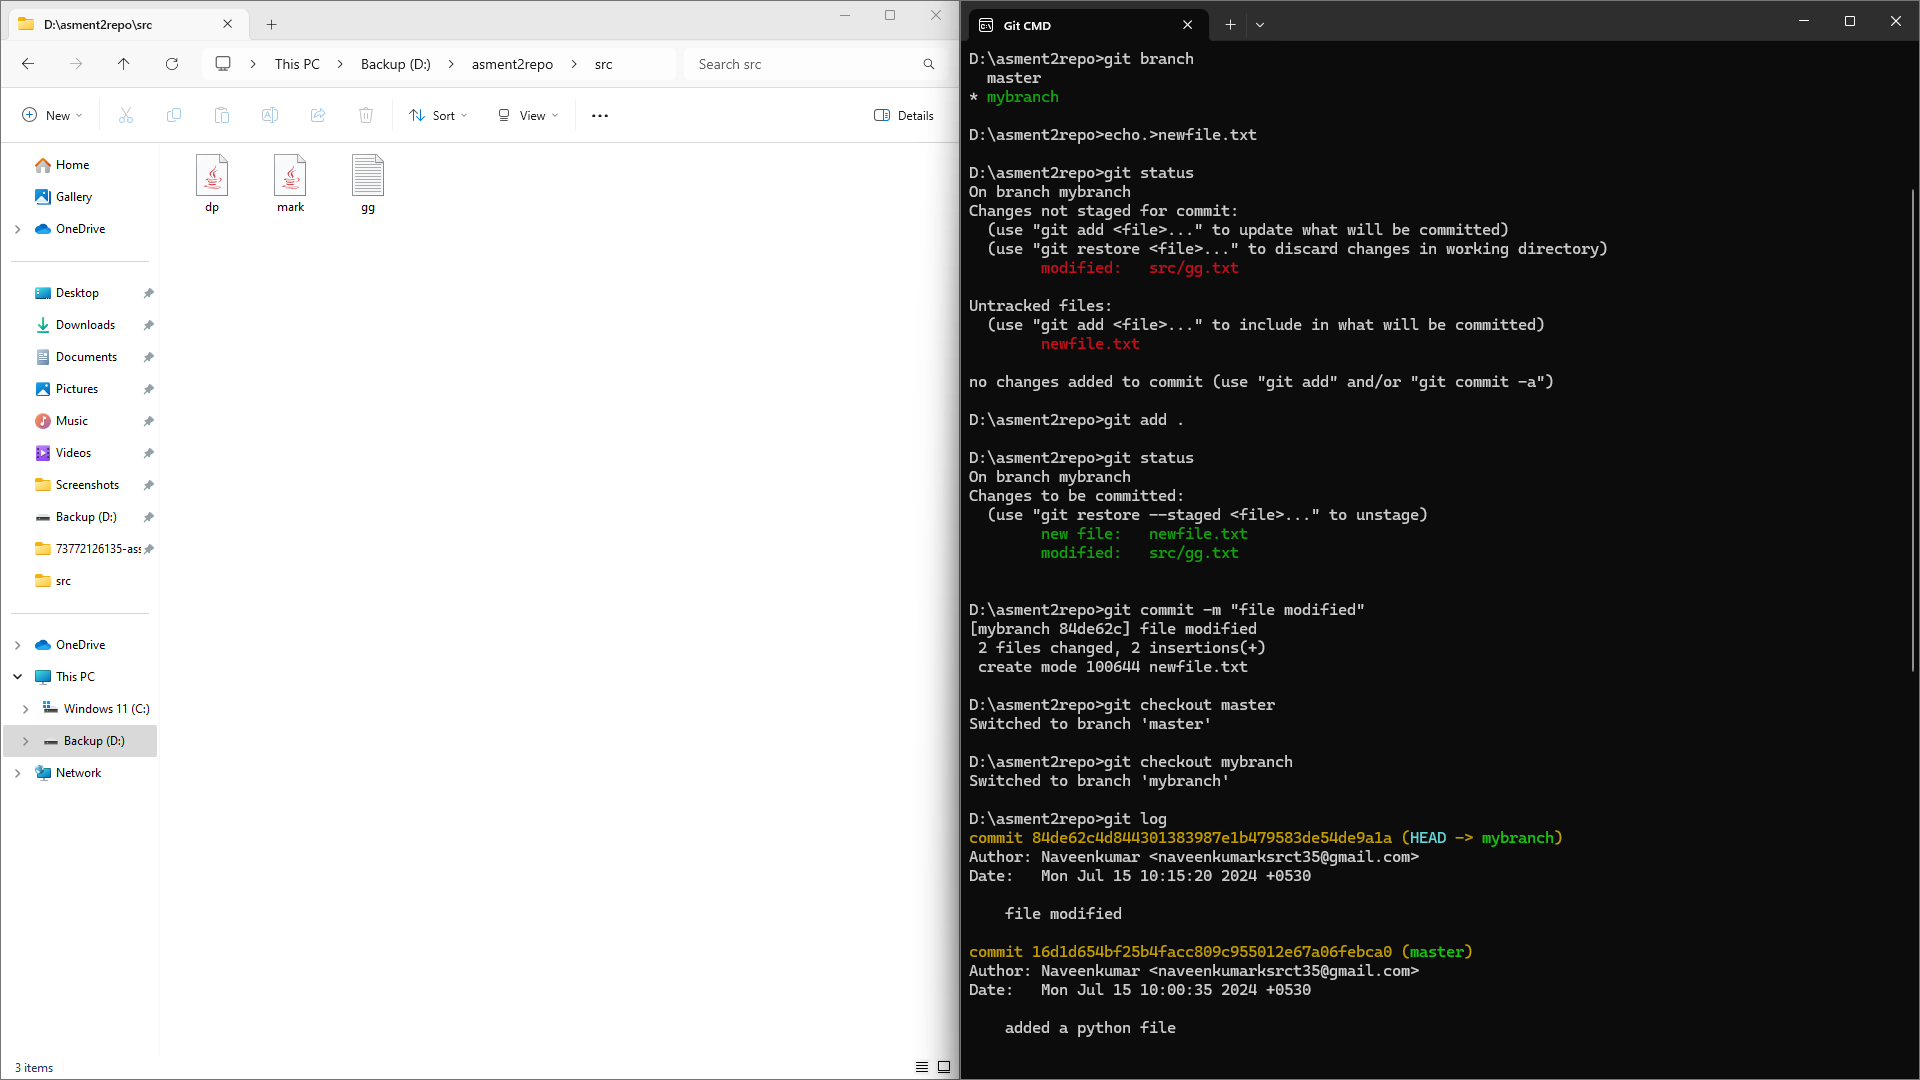 D:\asment2repo\src
This PC
Backup (D:)
asment2repo
src
Search src
New
Sort
View
Details
Home
Gallery
OneDrive
Desktop
Downloads
Documents
Pictures
Music
Videos
Screenshots
Backup (D:)
73772126135-ass
src
OneDrive
This PC
Windows 11 (C:)
Backup (D:)
Network
dp
mark
gg
3 items
Git CMD
D:\asment2repo>git branch
  master
* mybranch
D:\asment2repo>echo.>newfile.txt
D:\asment2repo>git status
On branch mybranch
Changes not staged for commit:
  (use "git add <file>..." to update what will be committed)
  (use "git restore <file>..." to discard changes in working directory)
        modified:   src/gg.txt
Untracked files:
  (use "git add <file>..." to include in what will be committed)
        newfile.txt
no changes added to commit (use "git add" and/or "git commit -a")
D:\asment2repo>git add .
D:\asment2repo>git status
On branch mybranch
Changes to be committed:
  (use "git restore --staged <file>..." to unstage)
        new file:   newfile.txt
        modified:   src/gg.txt
D:\asment2repo>git commit -m "file modified"
[mybranch 84de62c] file modified
 2 files changed, 2 insertions(+)
 create mode 100644 newfile.txt
D:\asment2repo>git checkout master
Switched to branch 'master'
D:\asment2repo>git checkout mybranch
Switched to branch 'mybranch'
D:\asment2repo>git log
commit 84de62c4d844301383987e1b479583de54de9a1a (HEAD -> mybranch)
Author: Naveenkumar <naveenkumarksrct35@gmail.com>
Date:   Mon Jul 15 10:15:20 2024 +0530
    file modified
commit 16d1d654bf25b4facc809c955012e67a06febca0 (master)
Author: Naveenkumar <naveenkumarksrct35@gmail.com>
Date:   Mon Jul 15 10:00:35 2024 +0530
    added a python file